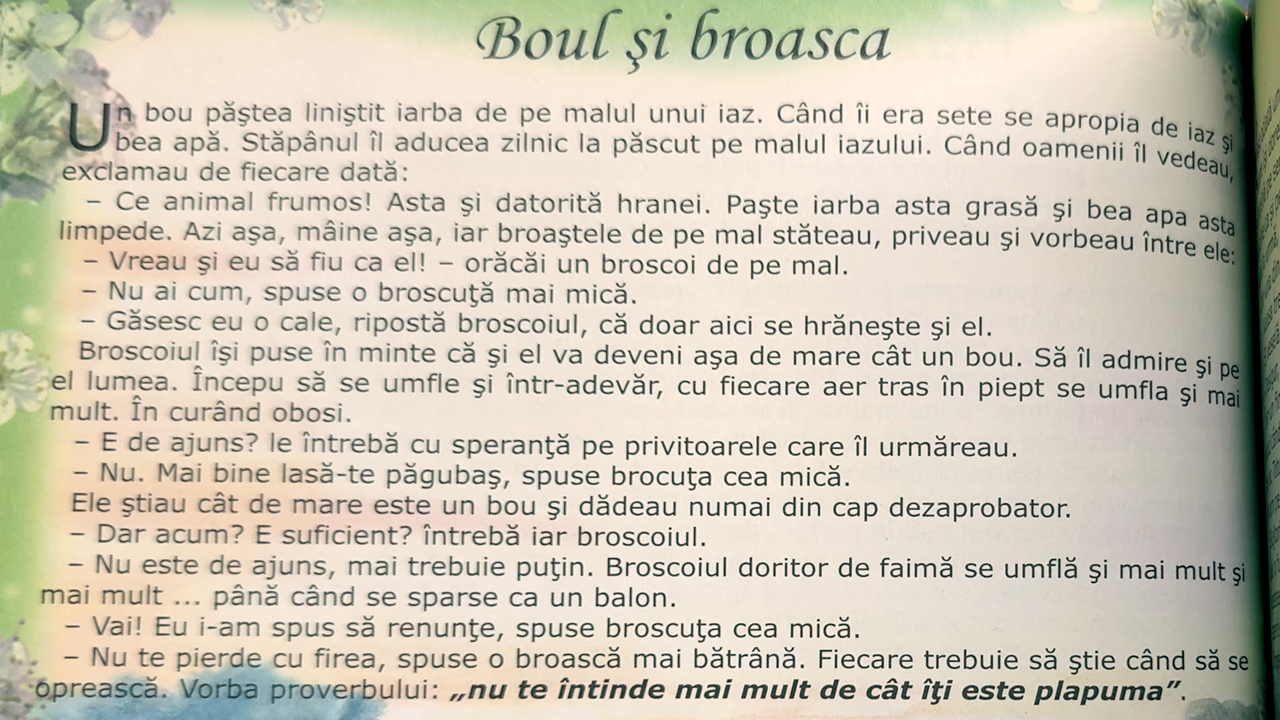 Boul şi broasca
Un bou păştea liniştit iarba de pe malul unui iaz. Când îi era sete se apropia de iaz şi
bea apă. Stăpânul îl aducea zilnic la păscut pe malul iazului. Când oamenii îl vedeau,
exclamau de fiecare dată:
– Ce animal frumos! Asta şi datorită hranei. Paşte iarba asta grasă şi bea apa asta
limpede. Azi aşa, mâine aşa, iar broaştele de pe mal stăteau, priveau şi vorbeau între ele:
– Vreau şi eu să fiu ca el! – orăcăi un broscoi de pe mal.
– Nu ai cum, spuse o broscuţă mai mică.
– Găsesc eu o cale, ripostă broscoiul, că doar aici se hrăneşte şi el.
Broscoiul îşi puse în minte că şi el va deveni aşa de mare cât un bou. Să îl admire şi pe
el lumea. Începu să se umfle şi într-adevăr, cu fiecare aer tras în piept se umfla şi mai
mult. În curând obosi.
– E de ajuns? le întrebă cu speranţă pe privitoarele care îl urmăreau.
– Nu. Mai bine lasă-te păgubaş, spuse brocuţa cea mică.
Ele ştiau cât de mare este un bou şi dădeau numai din cap dezaprobator.
– Dar acum? E suficient? întrebă iar broscoiul.
– Nu este de ajuns, mai trebuie puţin. Broscoiul doritor de faimă se umflă şi mai mult şi
mai mult ... până când se sparse ca un balon.
– Vai! Eu i-am spus să renunţe, spuse broscuţa cea mică.
– Nu te pierde cu firea, spuse o broască mai bătrână. Fiecare trebuie să ştie când să se
oprească. Vorba proverbului: „nu te întinde mai mult de cât îţi este plapuma”.